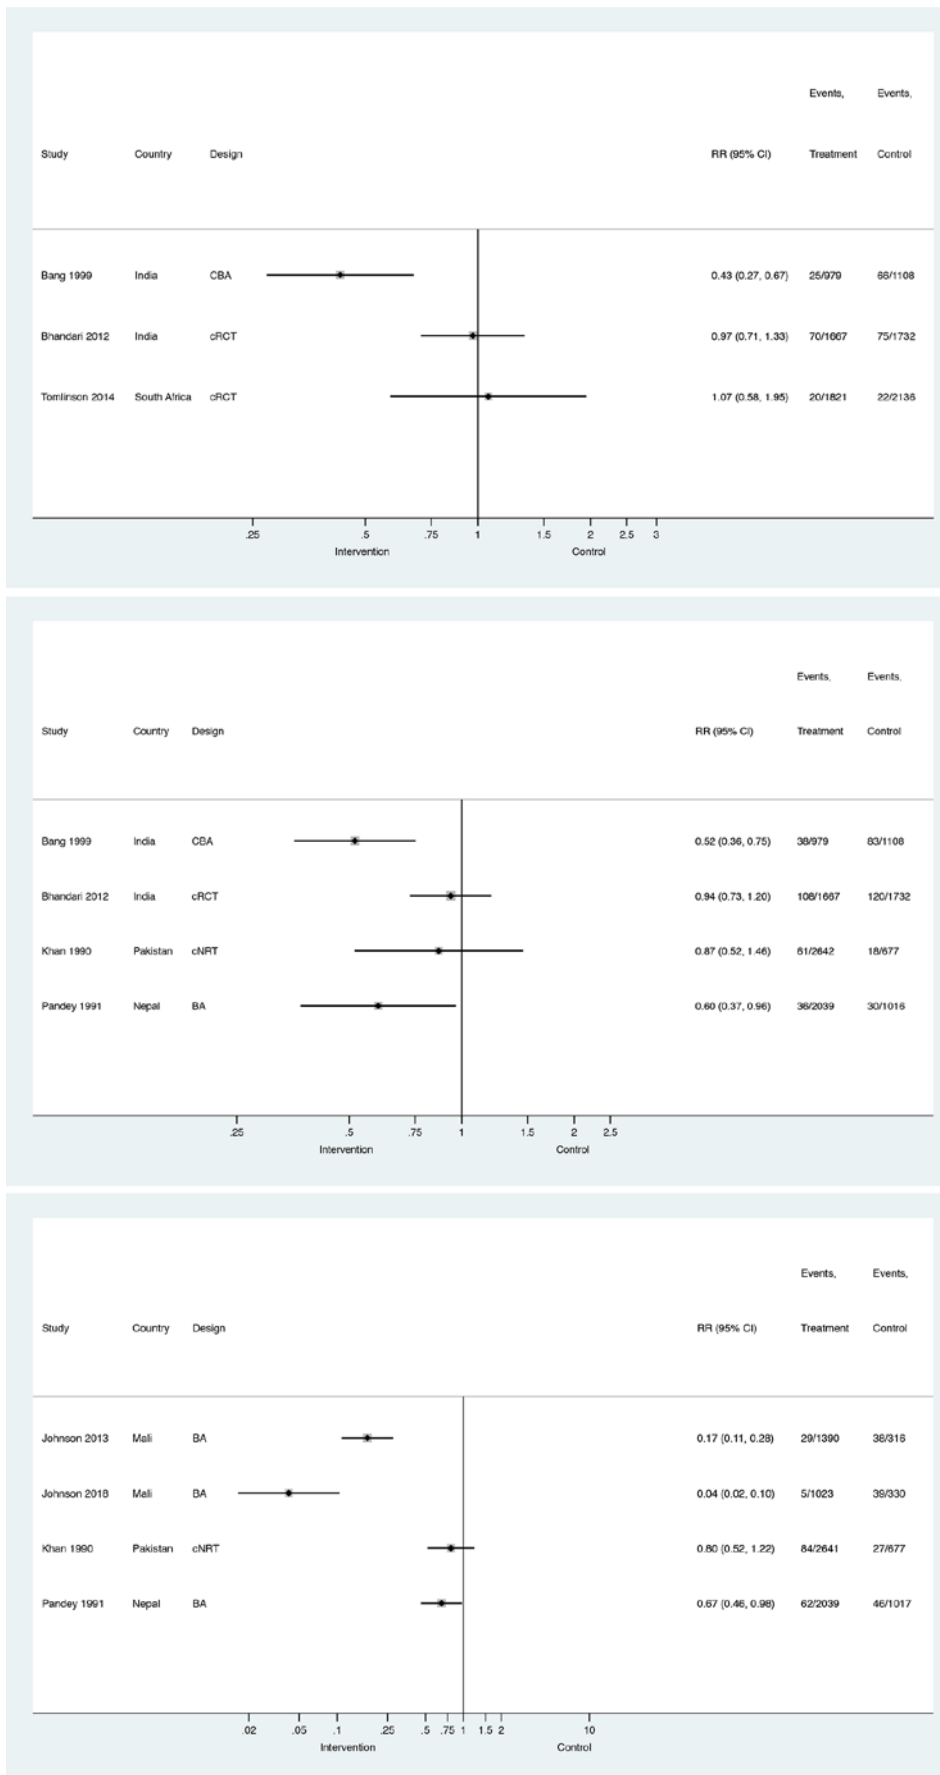 Events, Events,
Study Country Design RR (95% CI) Treatment Control
Bang 1999 India CBA 0.43 (0.27, 0.67) 25/979 66/1108
Bhandari 2012 India cRCT 0.97 (0.71, 1.33) 70/1667 75/1732
Tomlinson 2014 South Africa cRCT 1.07 (0.58, 1.95) 20/1821 22/2136
.25 .5 .75 1 1.5 2 2.5 3
Intervention Control
Events, Events,
Study Country Design RR (95% CI) Treatment Control
Bang 1999 India CBA 0.52 (0.36, 0.75) 38/979 83/1108
Bhandari 2012 India cRCT 0.94 (0.73, 1.20) 108/1667 120/1732
Khan 1990 Pakistan cNRT 0.87 (0.52, 1.46) 61/2642 18/677
Pandey 1991 Nepal BA 0.60 (0.37, 0.96) 36/2039 30/1016
.25 .5 .75 1 1.5 2 2.5
Intervention Control
Events, Events,
Study Country Design RR (95% CI) Treatment Control
Johnson 2013 Mali BA 0.17 (0.11, 0.28) 29/1390 38/316
Johnson 2018 Mali BA 0.04 (0.02, 0.10) 5/1023 39/330
Khan 1990 Pakistan cNRT 0.80 (0.52, 1.22) 84/2641 27/677
Pandey 1991 Nepal BA 0.67 (0.46, 0.98) 62/2039 46/1017
.02 .05 .1 .25 .5 .75 1 1.5 2 10
Intervention Control